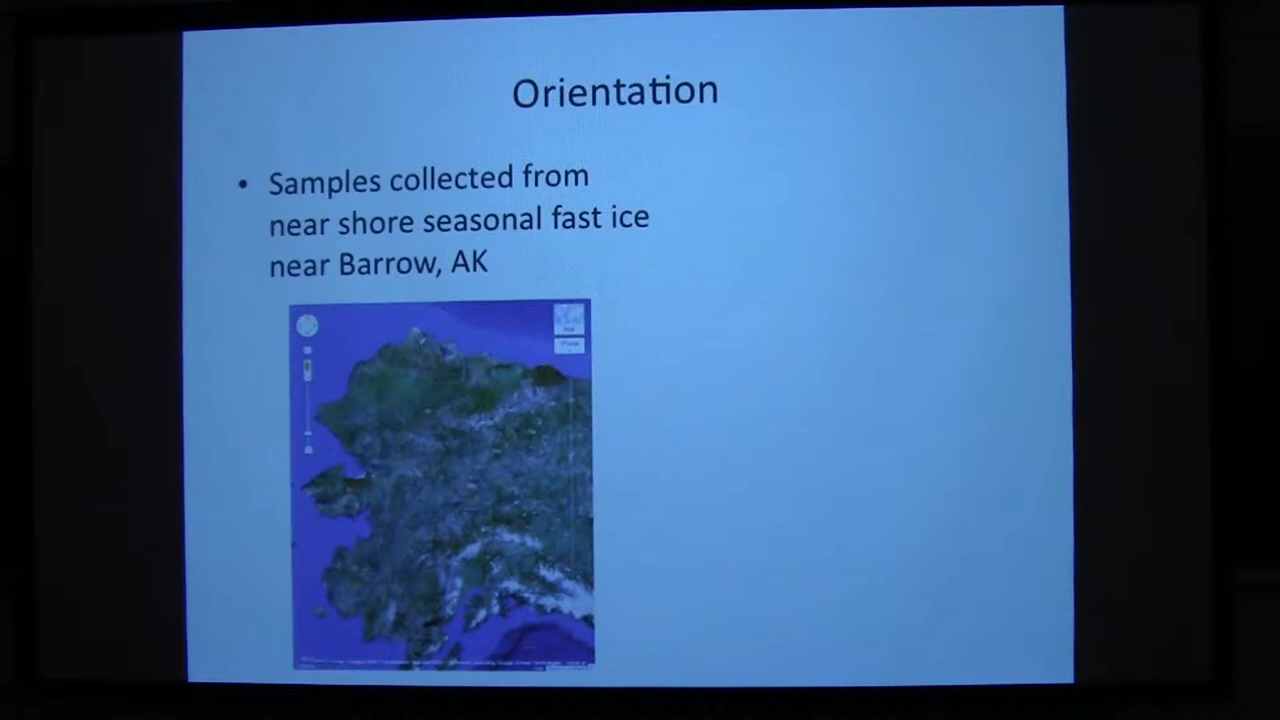 Orientation
• Samples collected from
near shore seasonal fast ice
near Barrow, AK